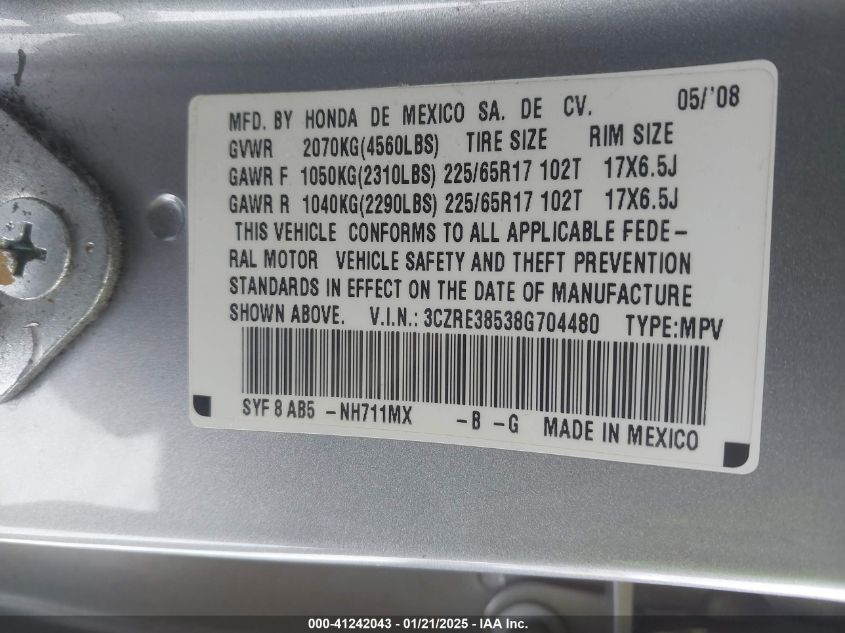 MFD. BY HONDA DE MEXICO SA. DE CV. 05/'08
GVWR 2070KG(4560LBS) TIRE SIZE RIM SIZE
GAWR F 1050KG(2310LBS) 225/65R17 102T 17X6.5J
GAWR R 1040KG(2290LBS) 225/65R17 102T 17X6.5J
THIS VEHICLE CONFORMS TO ALL APPLICABLE FEDE-
RAL MOTOR VEHICLE SAFETY AND THEFT PREVENTION
STANDARDS IN EFFECT ON THE DATE OF MANUFACTURE
SHOWN ABOVE. V.I.N.: 3CZRE38538G704480 TYPE:MPV
SYF 8 AB5 -NH711MX -B -G MADE IN MEXICO
000-41242043 - 01/21/2025 - IAA Inc.